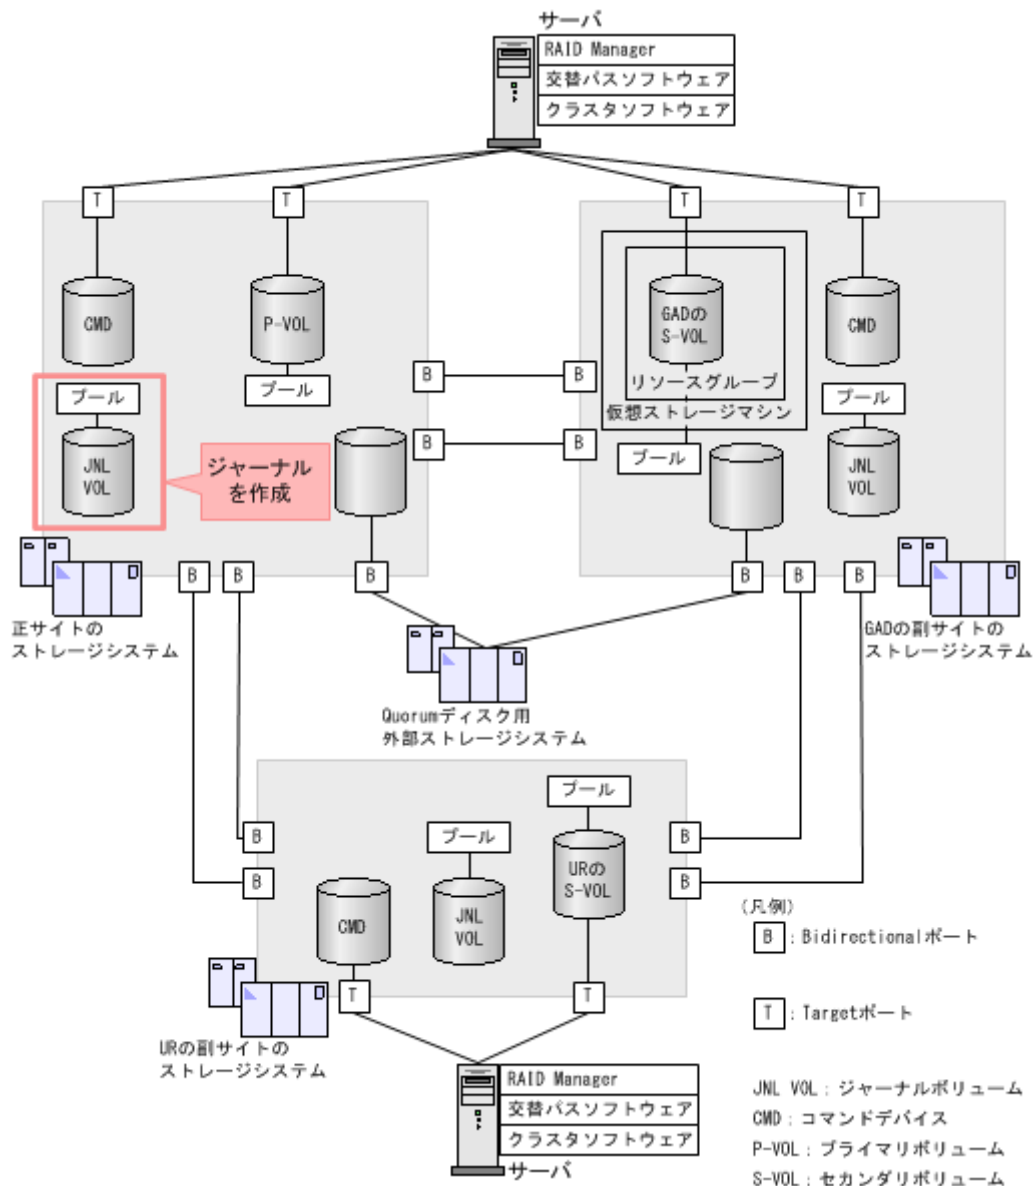 サーバ
RAID Manager
交替パスソフトウェア
クラスタソフトウェア
T
T
T
T
CMD
P-VOL
GADの
S-VOL
CMD
プール
プール
リソースグループ
仮想ストレージマシン
プール
プール
B
B
B
B
JNL
VOL
ジャーナル
を作成
JNL
VOL
B
B
B
B
B
B
正サイトの
ストレージシステム
GADの副サイトの
ストレージシステム
Quorumディスク用
外部ストレージシステム
プール
プール
URの
S-VOL
B
B
B
B
CMD
JNL
VOL
T
T
URの副サイトの
ストレージシステム
RAID Manager
交替パスソフトウェア
クラスタソフトウェア
サーバ
(凡例)
B : Bidirectionalポート
T : Targetポート
JNL VOL : ジャーナルボリューム
CMD : コマンドデバイス
P-VOL : プライマリボリューム
S-VOL : セカンダリボリューム